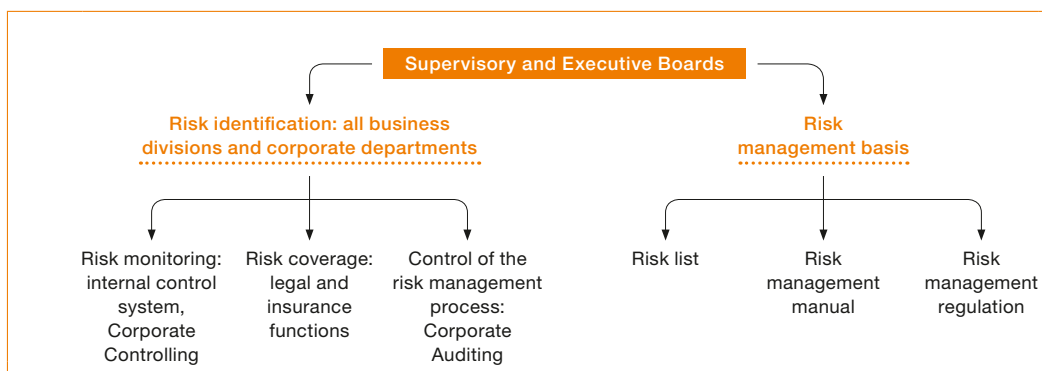 Supervisory and Executive Boards
Risk identification: all business
divisions and corporate departments
Risk
management basis
Risk monitoring:
internal control
system,
Corporate
Controlling
Risk coverage:
legal and
insurance
functions
Control of the
risk management
process:
Corporate
Auditing
Risk list
Risk
management
manual
Risk
management
regulation